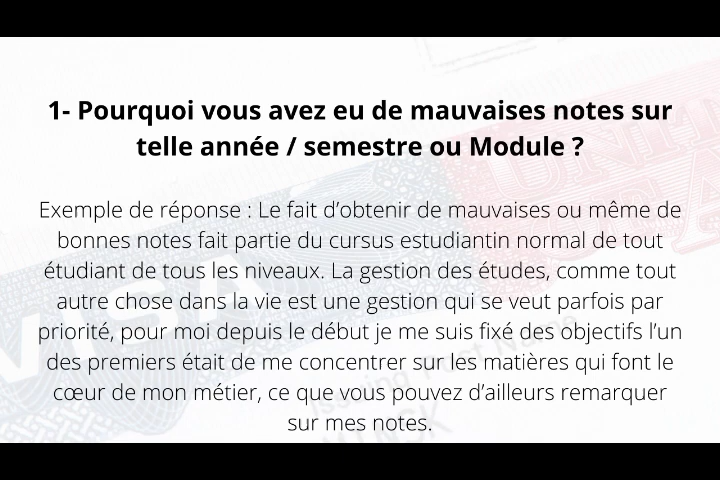 1- Pourquoi vous avez eu de mauvaises notes sur
telle année / semestre ou Module ?
Exemple de réponse : Le fait d’obtenir de mauvaises ou même de
bonnes notes fait partie du cursus estudiantin normal de tout
étudiant de tous les niveaux. La gestion des études, comme tout
autre chose dans la vie est une gestion qui se veut parfois par
priorité, pour moi depuis le début je me suis fixé des objectifs l’un
des premiers était de me concentrer sur les matières qui font le
cœur de mon métier, ce que vous pouvez d’ailleurs remarquer
sur mes notes.
VISA
Issuing Post Name